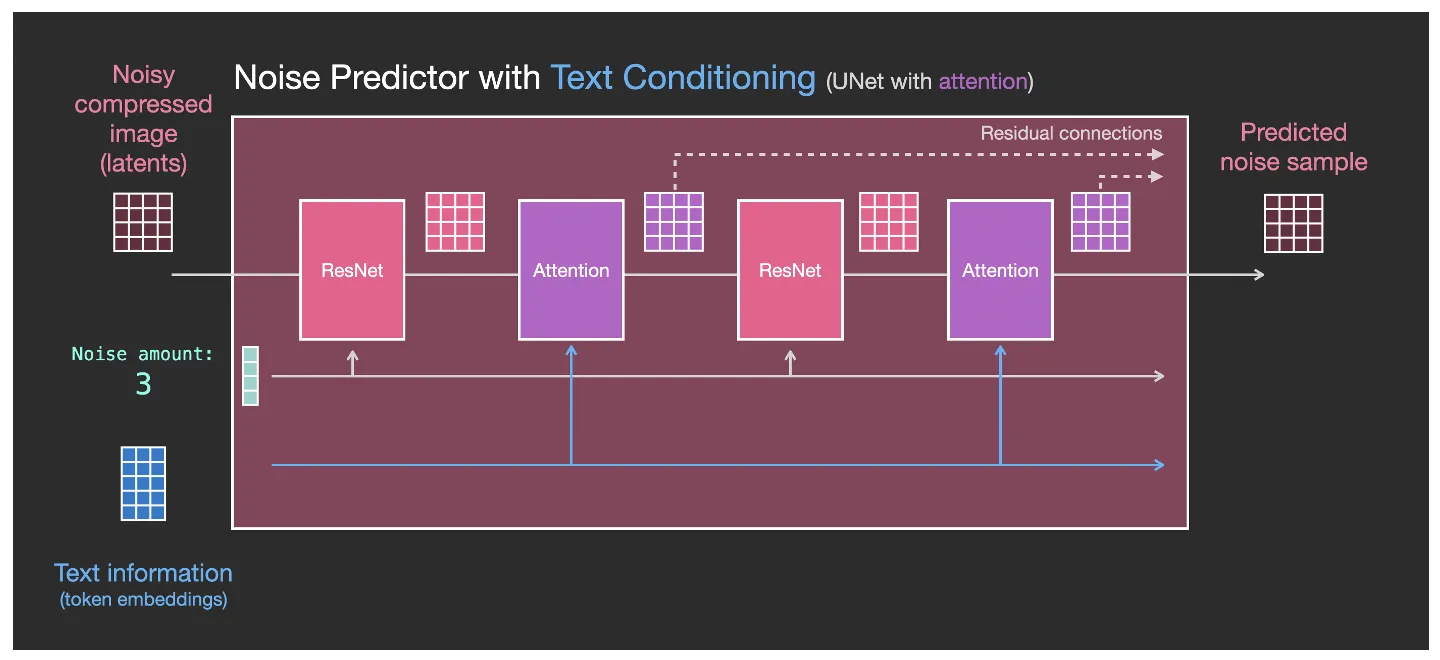 Noisy
compressed
image
(latents)
Noise Predictor with Text Conditioning (UNet with attention)
Residual connections
Predicted
noise sample
ResNet
Attention
ResNet
Attention
Noise amount:
3
Text information
(token embeddings)